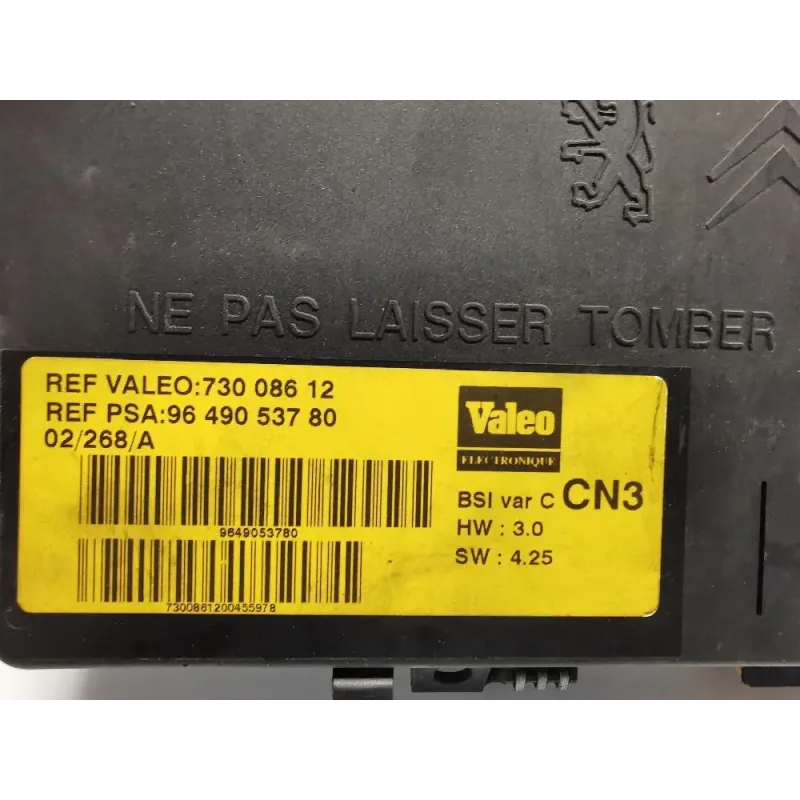 NE PAS LAISSER TOMBER
REF VALEO:730 086 12
REF PSA:96 490 537 80
02/268/A
Valeo
ELECTRONIQUE
9649053780
BSI var C CN3
HW : 3.0
SW : 4.25
7300861200455978